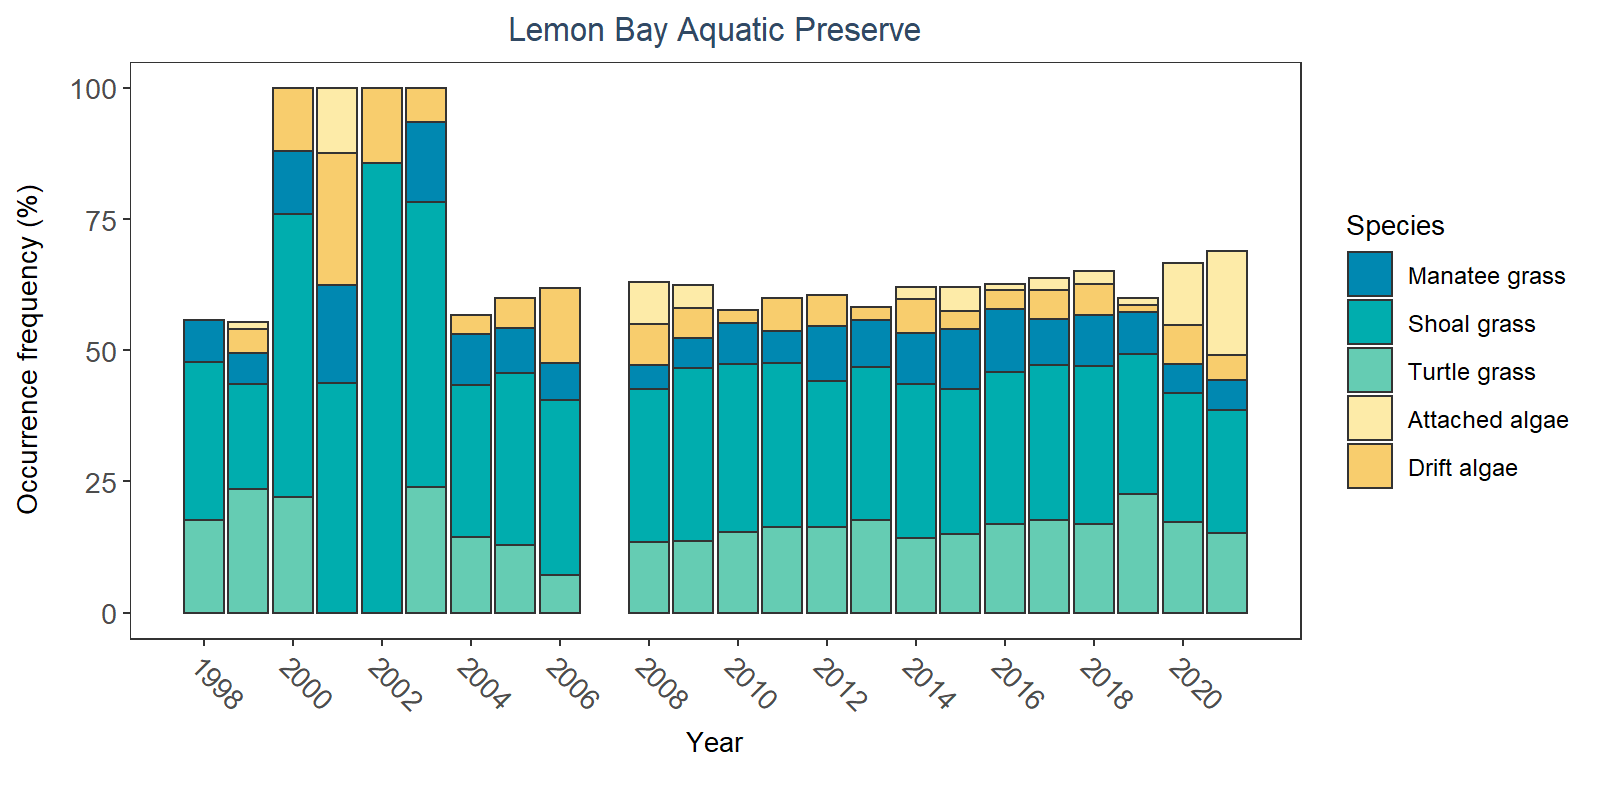 Lemon Bay Aquatic Preserve
Occurrence frequency (%)
100
75
50
25
0
1998
2000
2002
2004
2006
2008
2010
2012
2014
2016
2018
2020
Year
Species
Manatee grass
Shoal grass
Turtle grass
Attached algae
Drift algae